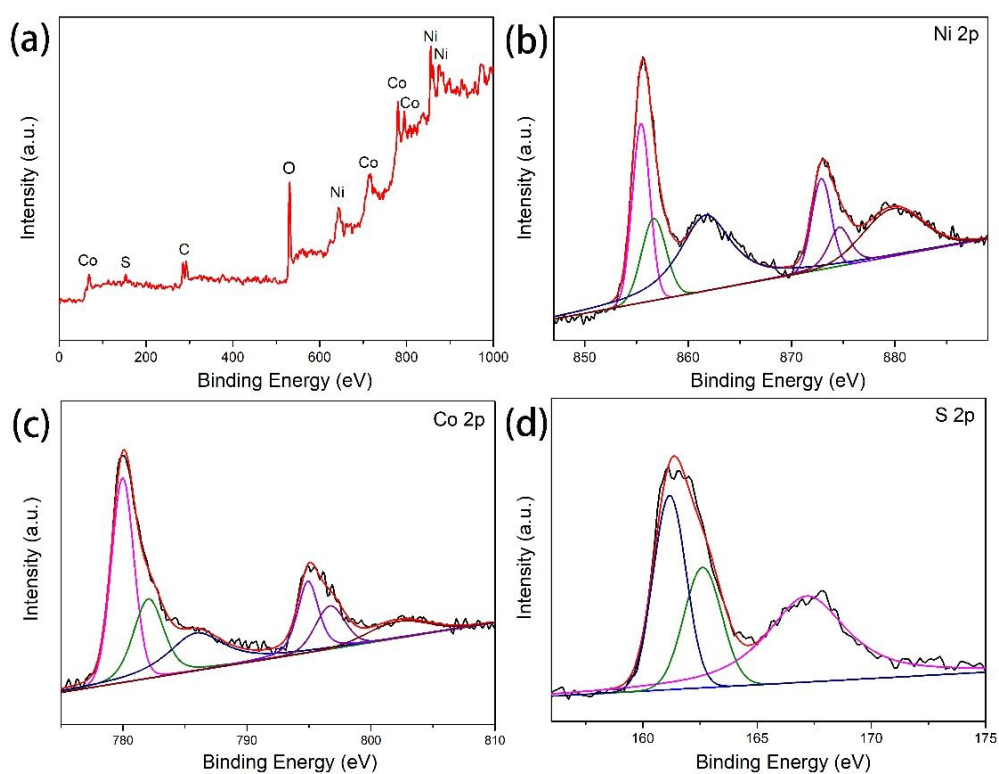 (a)
Intensity (a.u.)
Co
S
C
O
Ni
Co
Co
Co
Ni
Ni
0
200
400
600
800
1000
Binding Energy (eV)
(b)
Ni 2p
Intensity (a.u.)
850
860
870
880
Binding Energy (eV)
(c)
Co 2p
Intensity (a.u.)
780
790
800
810
Binding Energy (eV)
(d)
S 2p
Intensity (a.u.)
160
165
170
175
Binding Energy (eV)